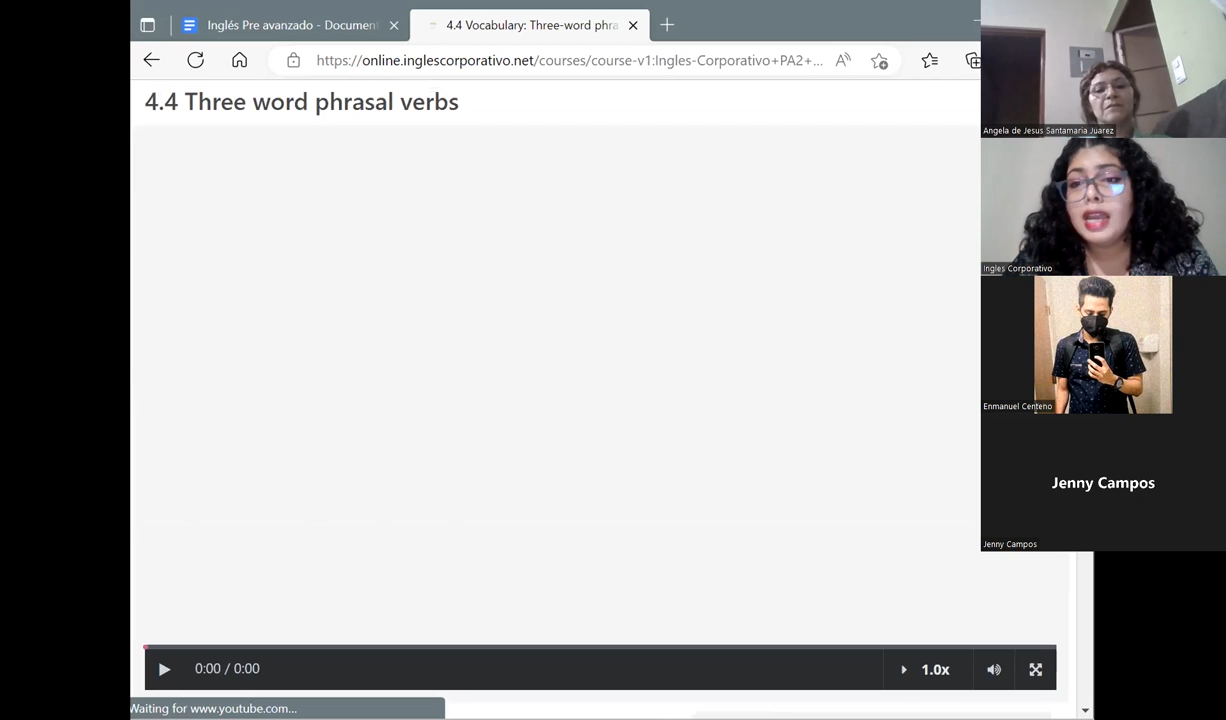 Inglés Pre avanzado - Document
4.4 Vocabulary: Three-word phra
https://online.inglescorporativo.net/courses/course-v1:Ingles-Corporativo+PA2+...
4.4 Three word phrasal verbs
Angela de Jesus Santamaria Juarez
Ingles Corporativo
Enmanuel Centeno
Jenny Campos
Jenny Campos
0:00 / 0:00
1.0x
Waiting for www.youtube.com...